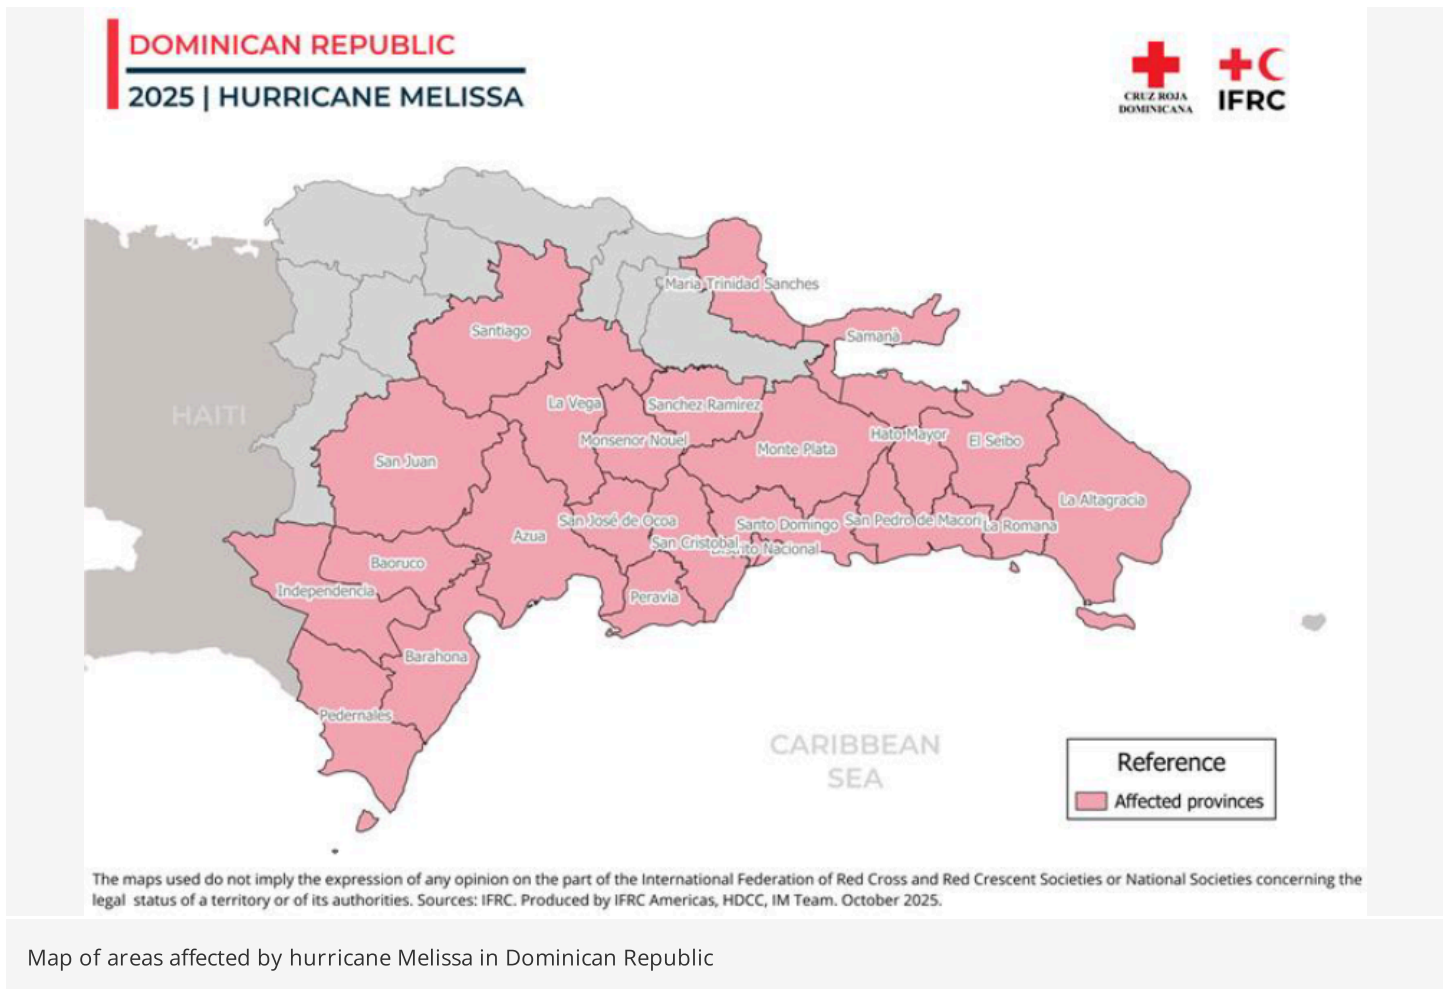 DOMINICAN REPUBLIC
2025 | HURRICANE MELISSA
CRUZ ROJA
DOMINICANA
IFRC
Maria Trinidad Sanches
Santiago
Samaná
HAITI
La Vega
Sanchez Ramirez
Monsenor Nouel
Hato Mayor
El Seibo
Monte Plata
San Juan
La Altagracia
San José de Ocoa
Santo Domingo
San Pedro de Macori
La Romana
Azua
San Cristobal
Nacional
Baoruco
Independencia
Peravia
Barahona
Pedernales
CARIBBEAN
SEA
Reference
Affected provinces
The maps used do not imply the expression of any opinion on the part of the International Federation of Red Cross and Red Crescent Societies or National Societies concerning the
legal status of a territory or of its authorities. Sources: IFRC. Produced by IFRC Americas, HDCC, IM Team. October 2025.
Map of areas affected by hurricane Melissa in Dominican Republic